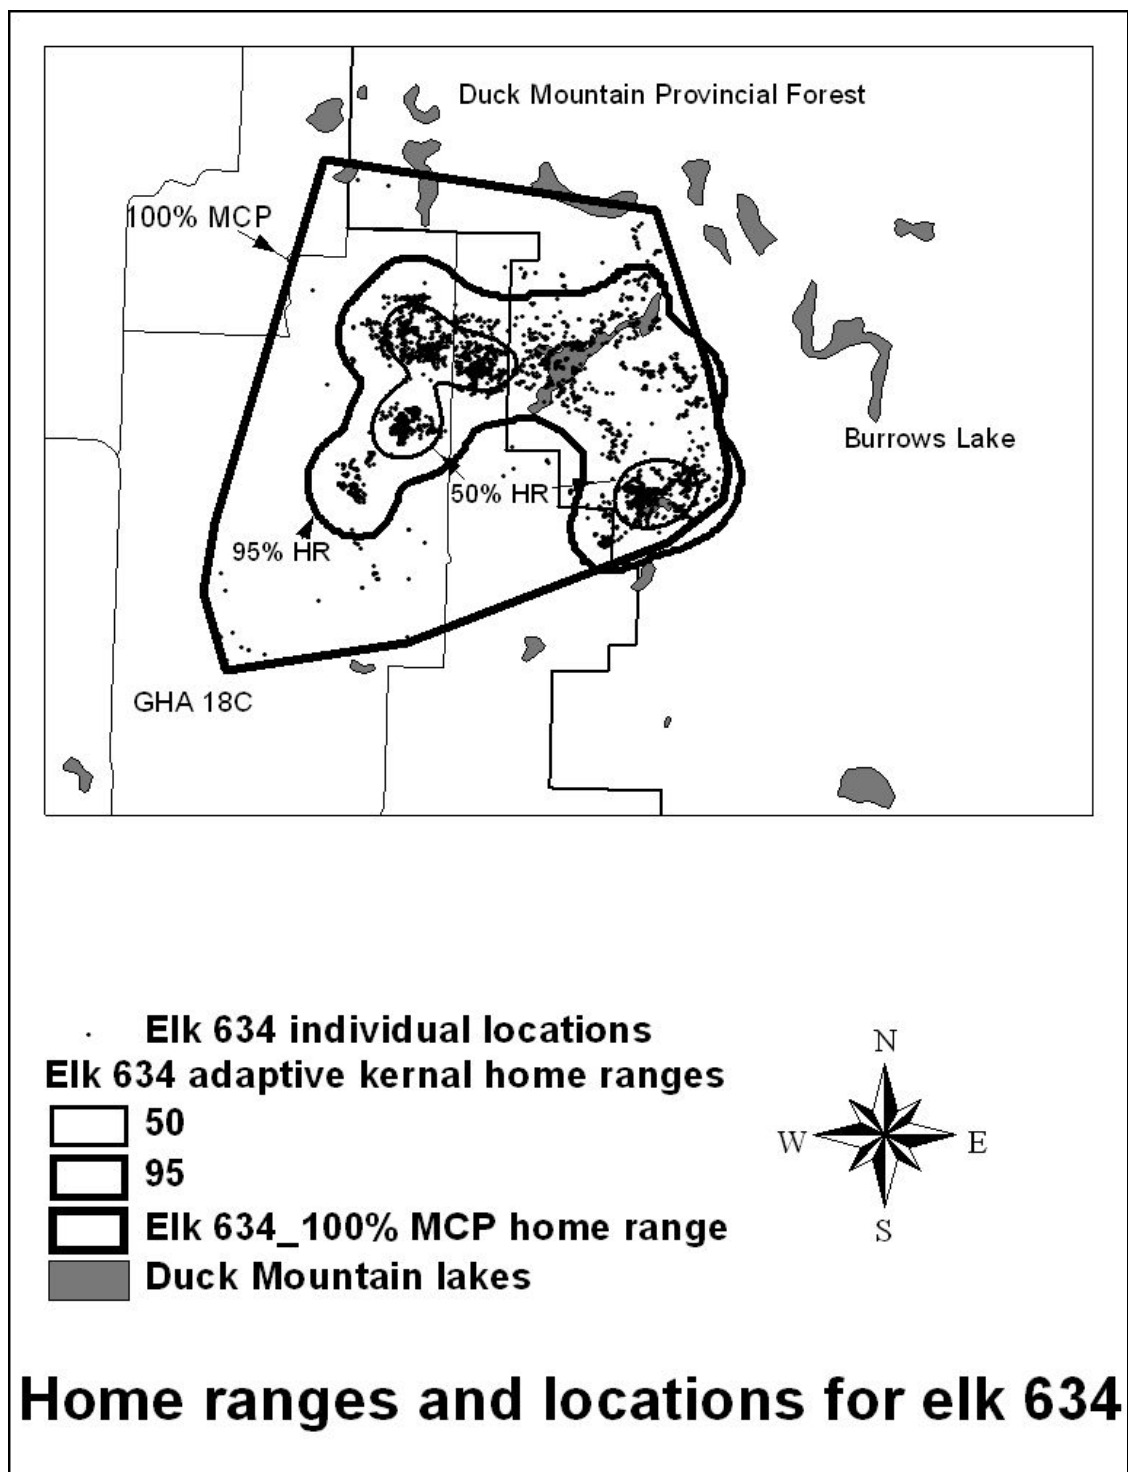 Duck Mountain Provincial Forest
100% MCP
Burrows Lake
50% HR
95% HR
GHA 18C
Elk 634 individual locations
Elk 634 adaptive kernal home ranges
50
95
Elk 634_100% MCP home range
Duck Mountain lakes
N
W
E
S
Home ranges and locations for elk 634